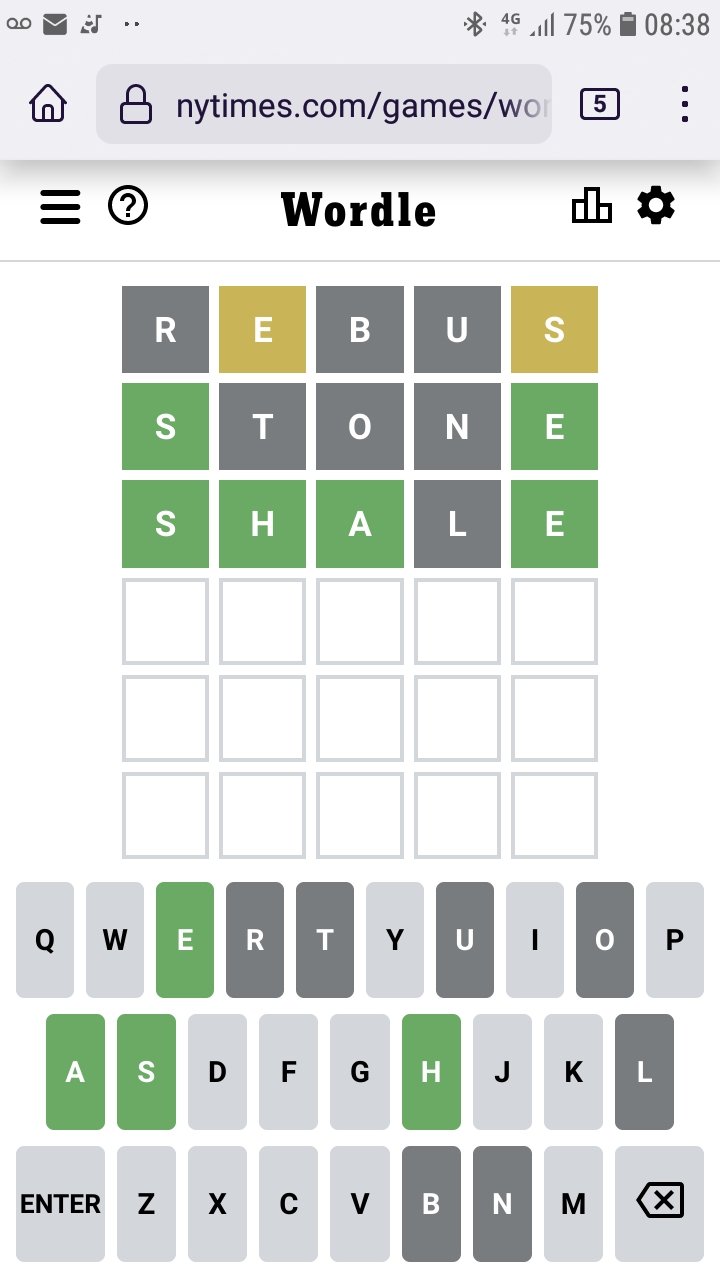 4G 75% 08:38
nytimes.com/games/wor 5
Wordle
R E B U S
S T O N E
S H A L E
Q W E R T Y U I O P
A S D F G H J K L
ENTER Z X C V B N M